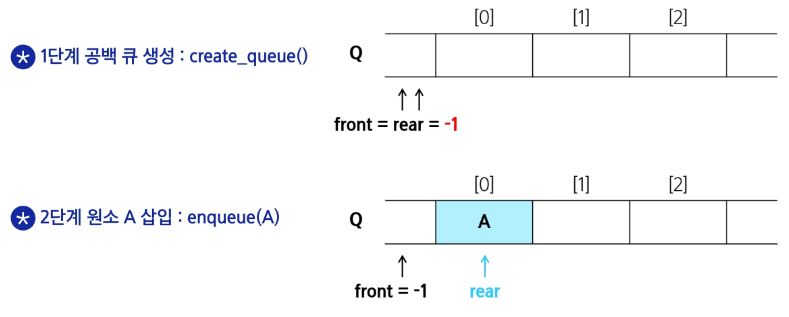 [0] [1] [2]
* 1단계 공백 큐 생성 : create_queue() Q
front = rear = -1
[0] [1] [2]
* 2단계 원소 A 삽입 : enqueue(A) Q A
front = -1 rear